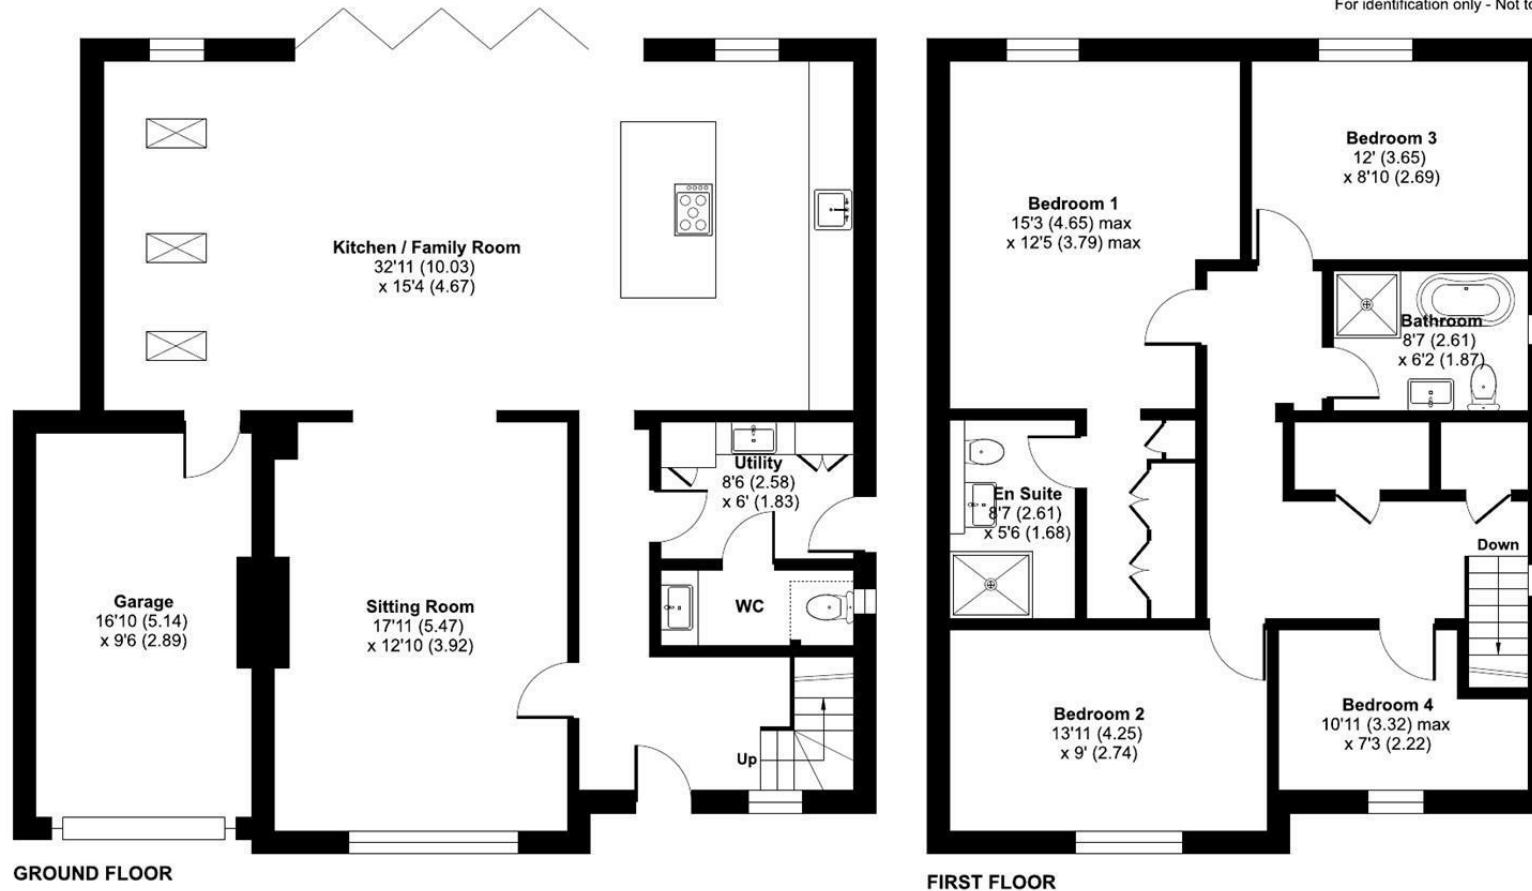 For identification only - Not to
Kitchen / Family Room
32'11 (10.03)
x 15'4 (4.67)
Utility
8'6 (2.58)
x 6' (1.83)
WC
Garage
16'10 (5.14)
x 9'6 (2.89)
Sitting Room
17'11 (5.47)
x 12'10 (3.92)
Up
GROUND FLOOR
Bedroom 1
15'3 (4.65) max
x 12'5 (3.79) max
Bedroom 3
12' (3.65)
x 8'10 (2.69)
Bathroom
8'7 (2.61)
x 6'2 (1.87)
En Suite
8'7 (2.61)
x 5'6 (1.68)
Down
Bedroom 2
13'11 (4.25)
x 9' (2.74)
Bedroom 4
10'11 (3.32) max
x 7'3 (2.22)
FIRST FLOOR